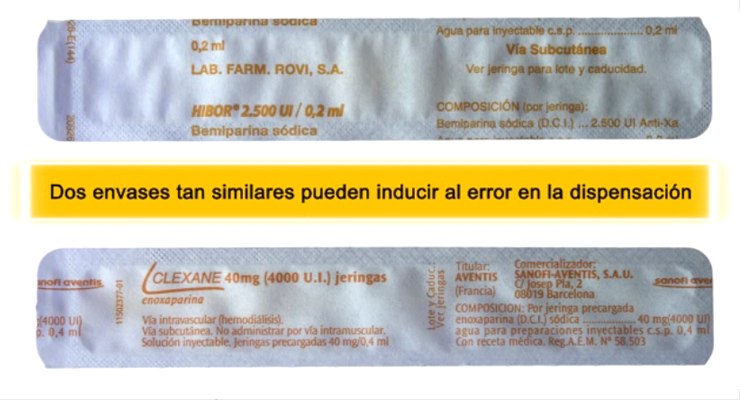 Bemiparina sódica
0,2 ml
LAB. FARM. ROVI, S.A.
HIBOR® 2.500 UI / 0,2 ml
Bemiparina sódica
Agua para inyectable c.s.p. .................... 0,2 ml
Vía Subcutánea
Ver jeringa para lote y caducidad.
COMPOSICIÓN (por jeringa):
Bemiparina sódica (D.C.I.) ... 2.500 UI Anti-Xa
Dos envases tan similares pueden inducir al error en la dispensación
sanofi aventis
(4000 UI)
p. 0,4 ml
11502377-01
CLEXANE 40mg (4000 U.I.) jeringas
enoxaparina
Vía intravascular (hemodiálisis).
Vía subcutánea. No administrar por vía intramuscular.
Solución inyectable. Jeringas precargadas 40 mg/0,4 ml
Lote y Caduc.:
Ver jeringas
Titular:
AVENTIS
(Francia)
Comercializador:
SANOFI-AVENTIS, S.A.U.
C/ Josep Pla, 2
08019 Barcelona
COMPOSICION: Por jeringa precargada
enoxaparina (D.C.I.) sódica ................ 40 mg(4000 UI)
agua para preparaciones inyectables c.s.p. 0,4 ml
Con receta médica. Reg.A.E.M. Nº 58.503
sanofi aven